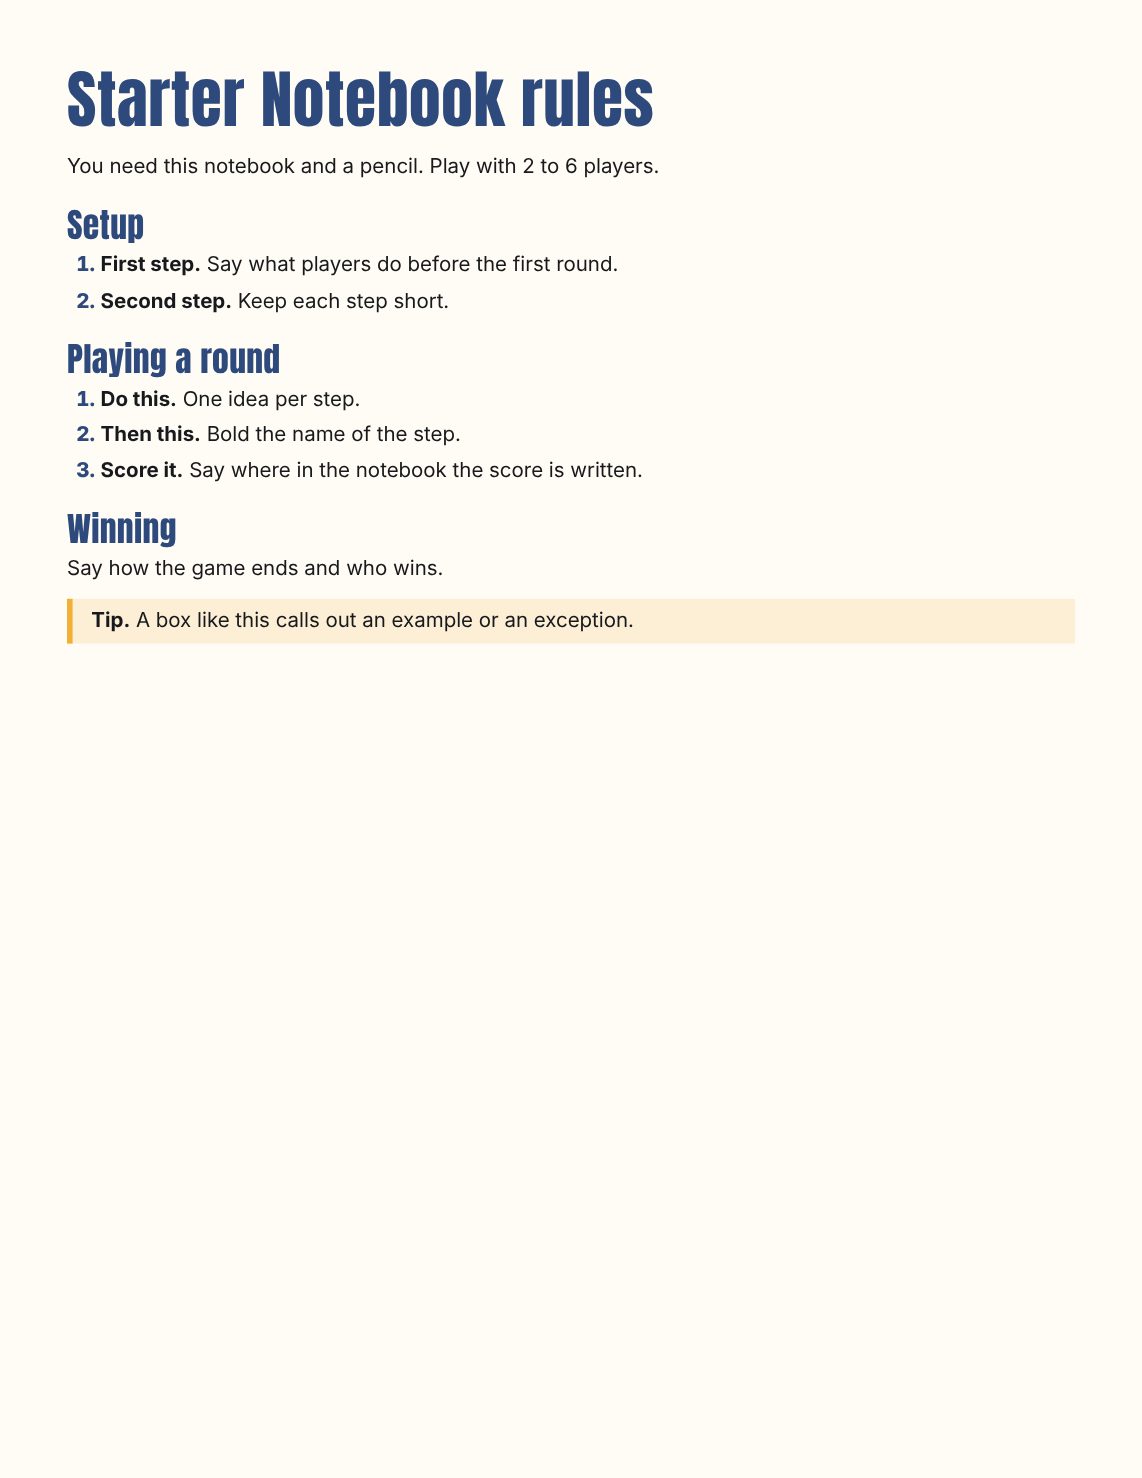 Starter Notebook rules
You need this notebook and a pencil. Play with 2 to 6 players.
Setup
1. First step. Say what players do before the first round.
2. Second step. Keep each step short.
Playing a round
1. Do this. One idea per step.
2. Then this. Bold the name of the step.
3. Score it. Say where in the notebook the score is written.
Winning
Say how the game ends and who wins.
Tip. A box like this calls out an example or an exception.